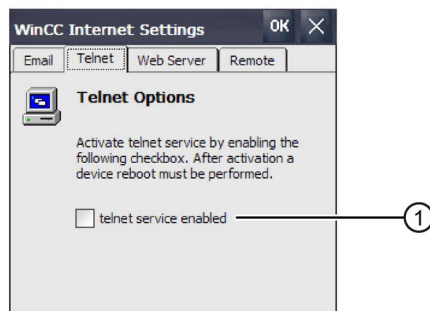 WinCC Internet Settings OK
Email Telnet Web Server Remote
Telnet Options
Activate telnet service by enabling the
following checkbox. After activation a
device reboot must be performed.
telnet service enabled
1